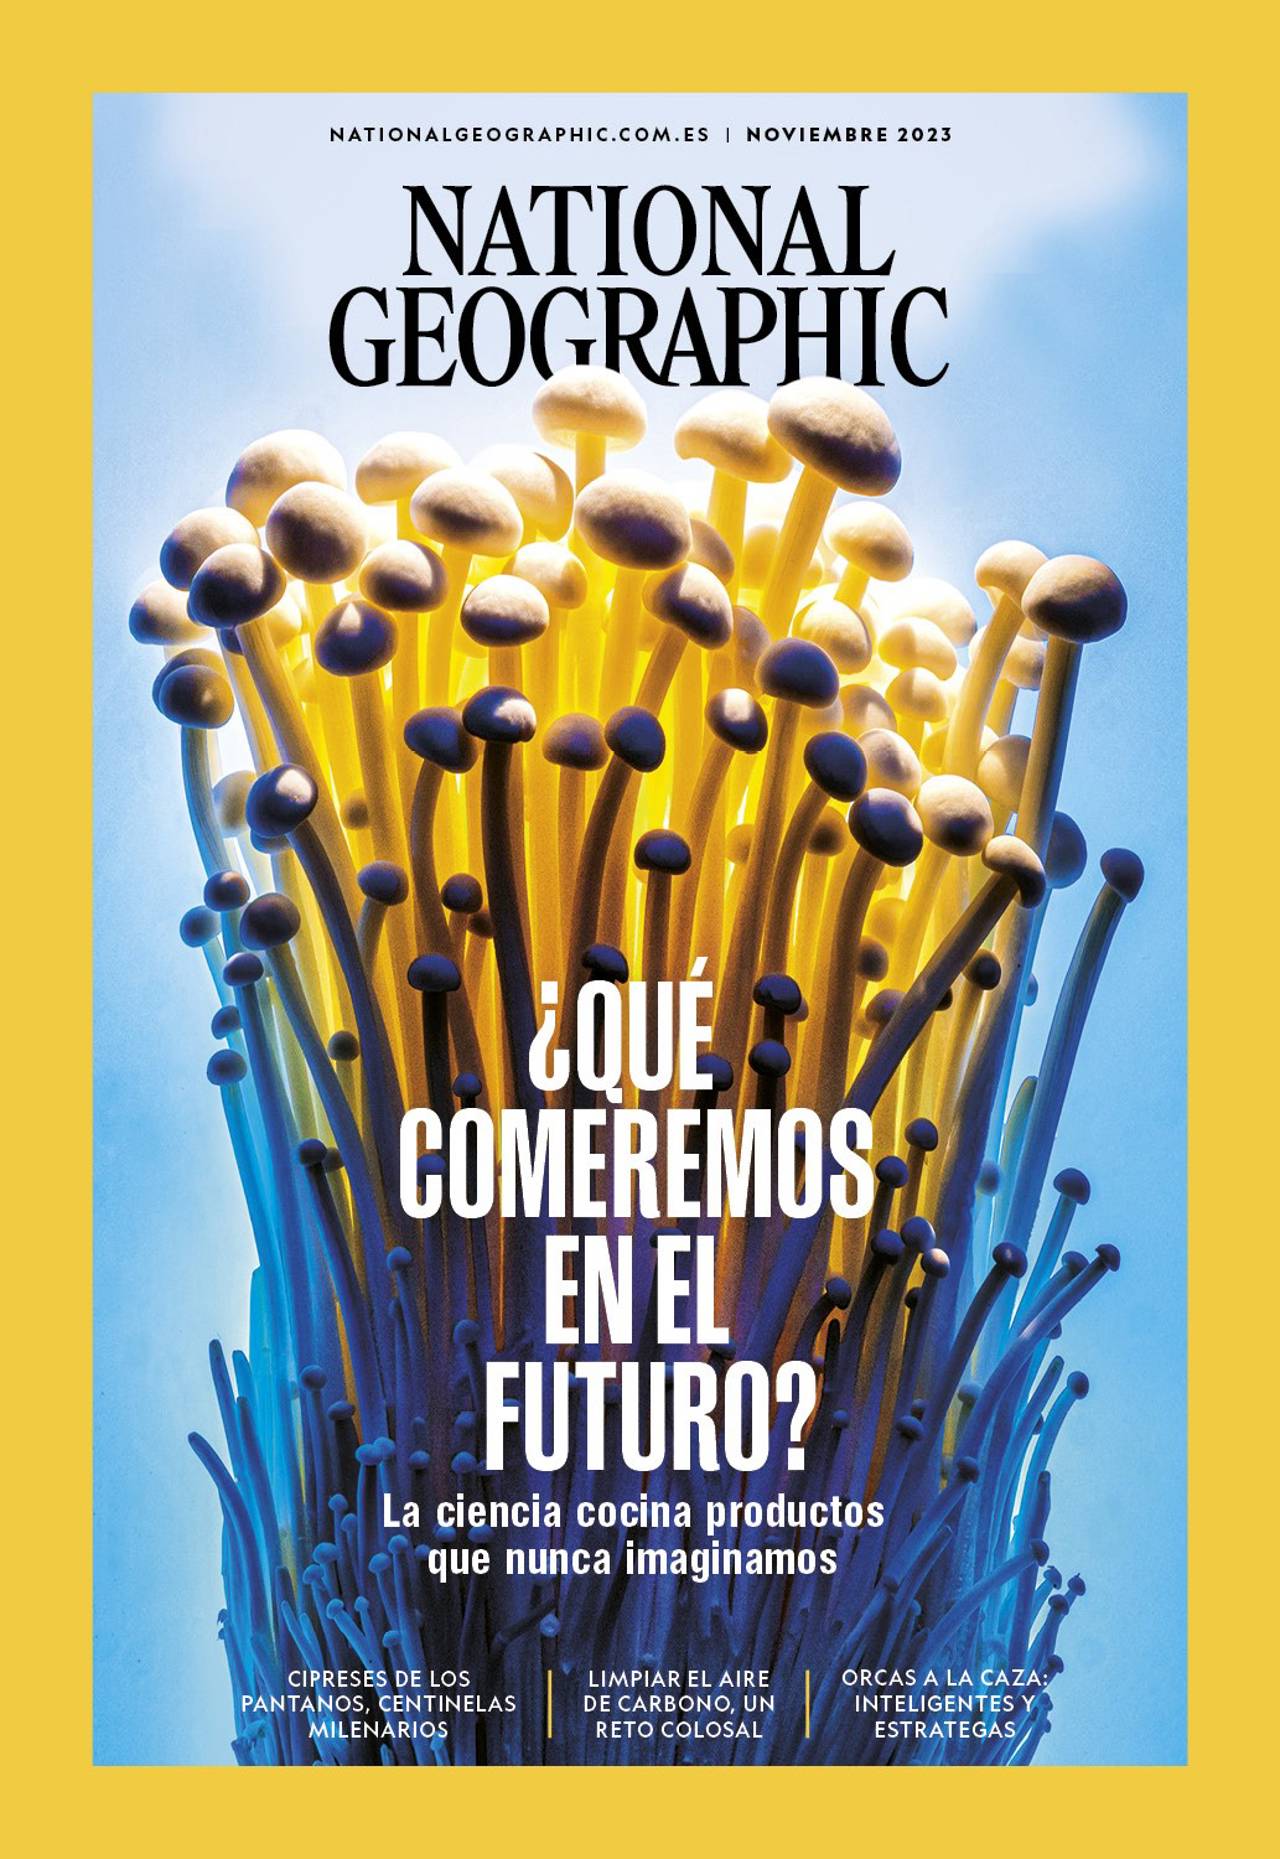 NATIONALGEOGRAPHIC.COM.ES | NOVIEMBRE 2023
NATIONAL
GEOGRAPHIC
¿QUÉ
COMEREMOS
EN EL
FUTURO?
La ciencia cocina productos
que nunca imaginamos
CIPRESES DE LOS
PANTANOS, CENTINELAS
MILENARIOS
LIMPIAR EL AIRE
DE CARBONO, UN
RETO COLOSAL
ORCAS A LA CAZA:
INTELIGENTES Y
ESTRATEGAS